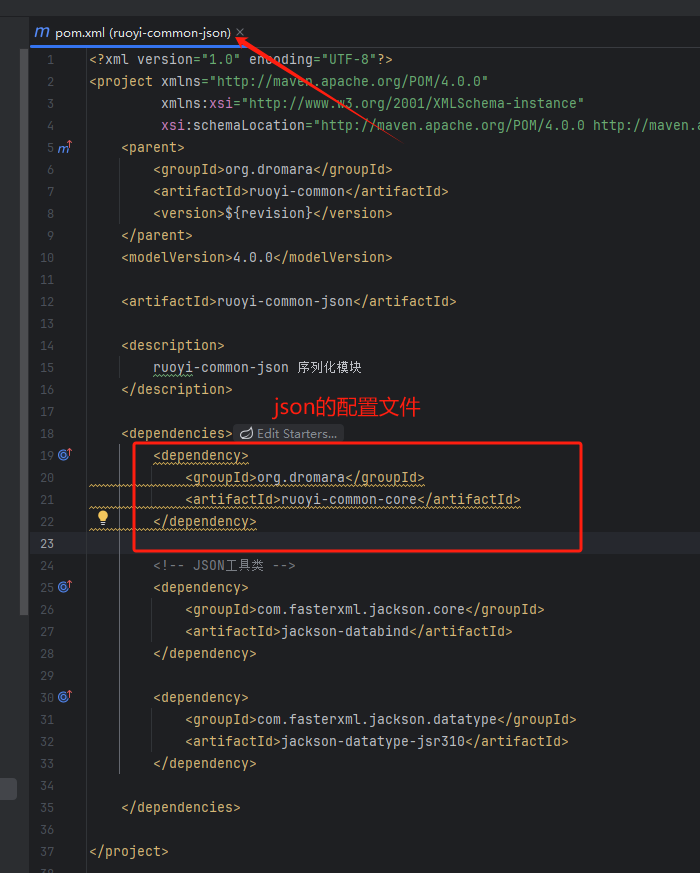 m pom.xml (ruoyi-common-json) ×
1 <?xml version="1.0" encoding="UTF-8"?>
2 <project xmlns="http://maven.apache.org/POM/4.0.0"
3 xmlns:xsi="http://www.w3.org/2001/XMLSchema-instance"
4 xsi:schemaLocation="http://maven.apache.org/POM/4.0.0 http://maven.a
5 m <parent>
6 <groupId>org.dromara</groupId>
7 <artifactId>ruoyi-common</artifactId>
8 <version>${revision}</version>
9 </parent>
10 <modelVersion>4.0.0</modelVersion>
11
12 <artifactId>ruoyi-common-json</artifactId>
13
14 <description>
15 ruoyi-common-json 序列化模块
16 </description>
json的配置文件
17
18 <dependencies> Edit Starters...
19 <dependency>
20 <groupId>org.dromara</groupId>
21 <artifactId>ruoyi-common-core</artifactId>
22 </dependency>
23
24 <!-- JSON工具类 -->
25 <dependency>
26 <groupId>com.fasterxml.jackson.core</groupId>
27 <artifactId>jackson-databind</artifactId>
28 </dependency>
29
30 <dependency>
31 <groupId>com.fasterxml.jackson.datatype</groupId>
32 <artifactId>jackson-datatype-jsr310</artifactId>
33 </dependency>
34
35 </dependencies>
36
37 </project>